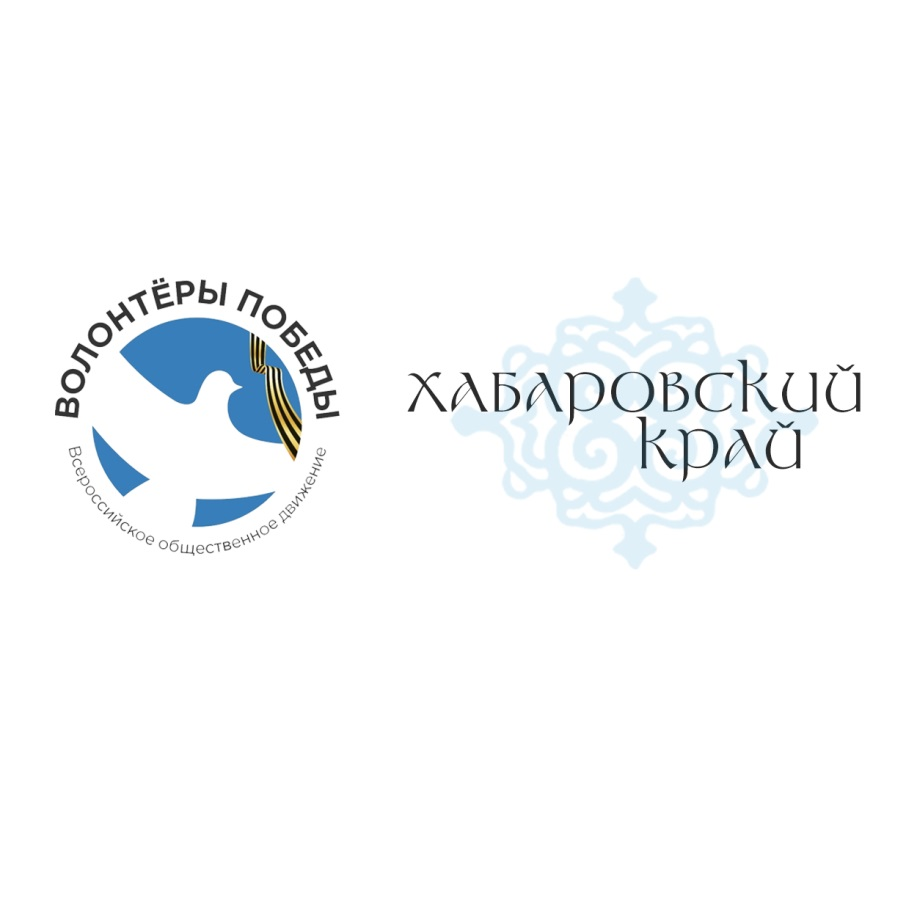 ВОЛОНТЁРЫ ПОБЕДЫ
Всероссийское общественное движение
ХАБАРОВСКИЙ
КРАЙ